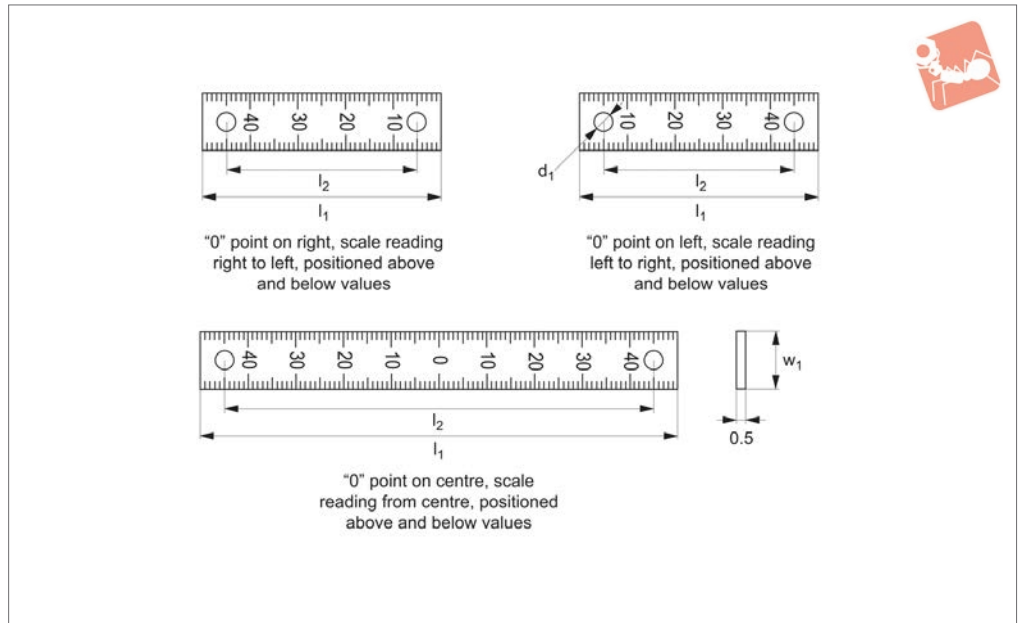 40 30 20 10
10 20 30 40
d1
l2
l2
l1
l1
“0” point on right, scale reading
right to left, positioned above
and below values
“0” point on left, scale reading
left to right, positioned above
and below values
40 30 20 10 0 10 20 30 40
w1
l2
0.5
l1
“0” point on centre, scale
reading from centre, positioned
above and below values